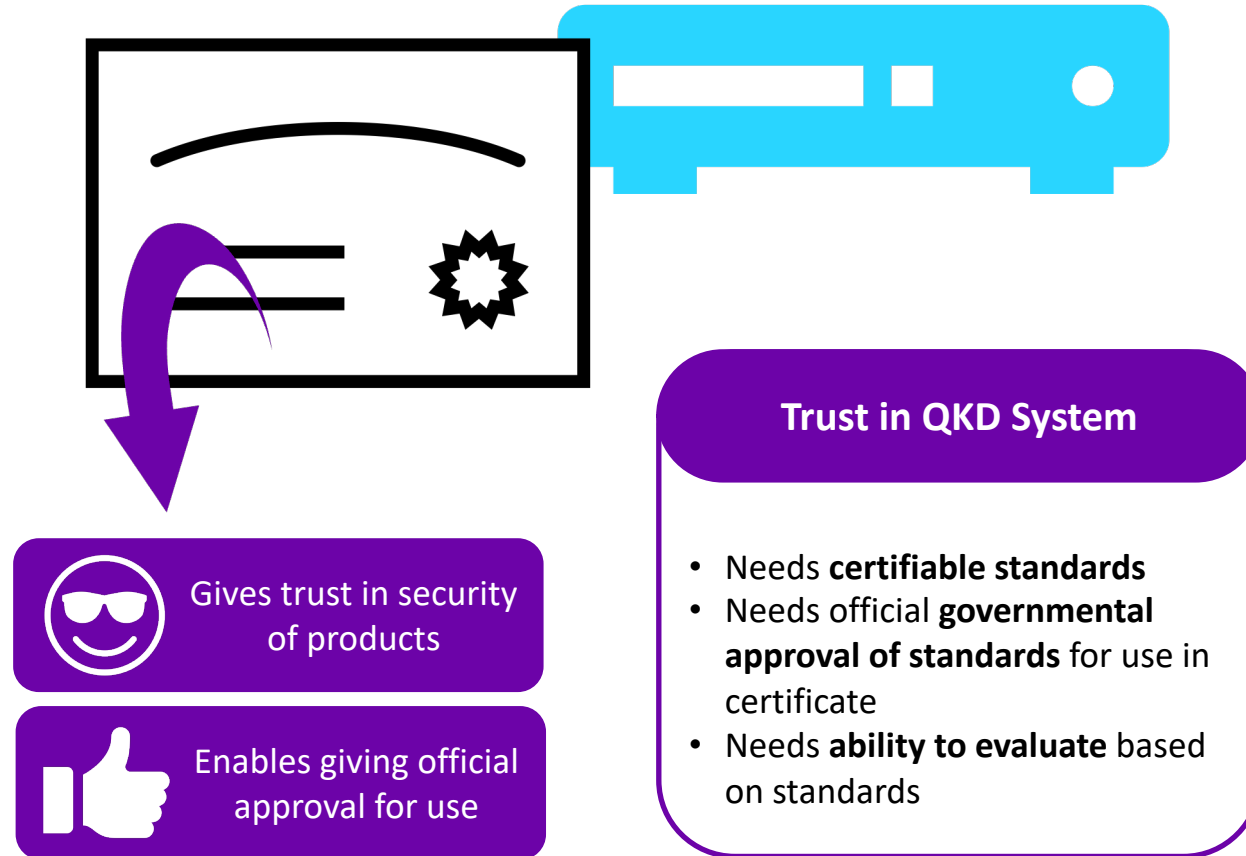 Gives trust in security
of products
Enables giving official
approval for use
Trust in QKD System
• Needs certifiable standards
• Needs official governmental
approval of standards for use in
certificate
• Needs ability to evaluate based
on standards